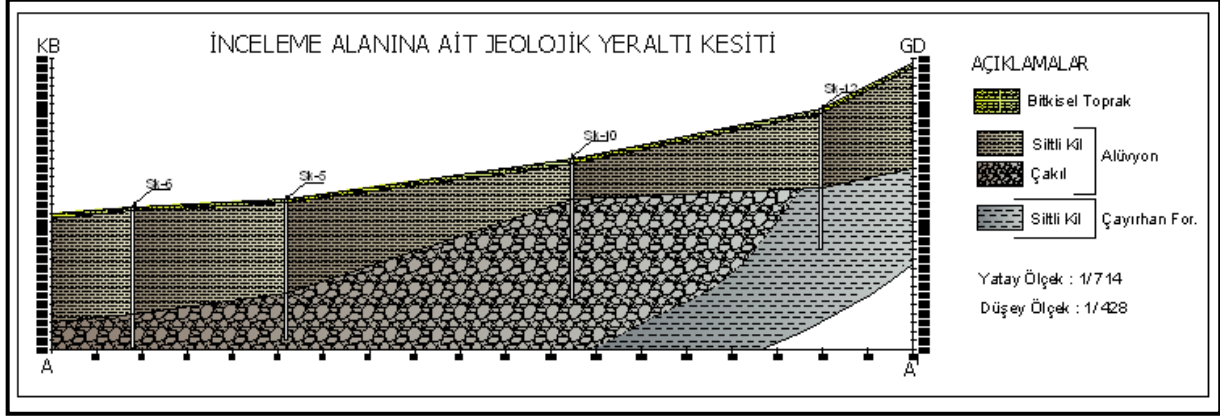 İNCELEME ALANINA AİT JEOLOJİK YERALTI KESİTİ
KB
GD
Sk-6
Sk-5
Sk-10
Sk-12
A
A'
AÇIKLAMALAR
Bitkisel Toprak
Siltli Kil
Çakıl
Alüvyon
Siltli Kil
Çayırhan For.
Yatay Ölçek : 1/714
Düşey Ölçek : 1/428